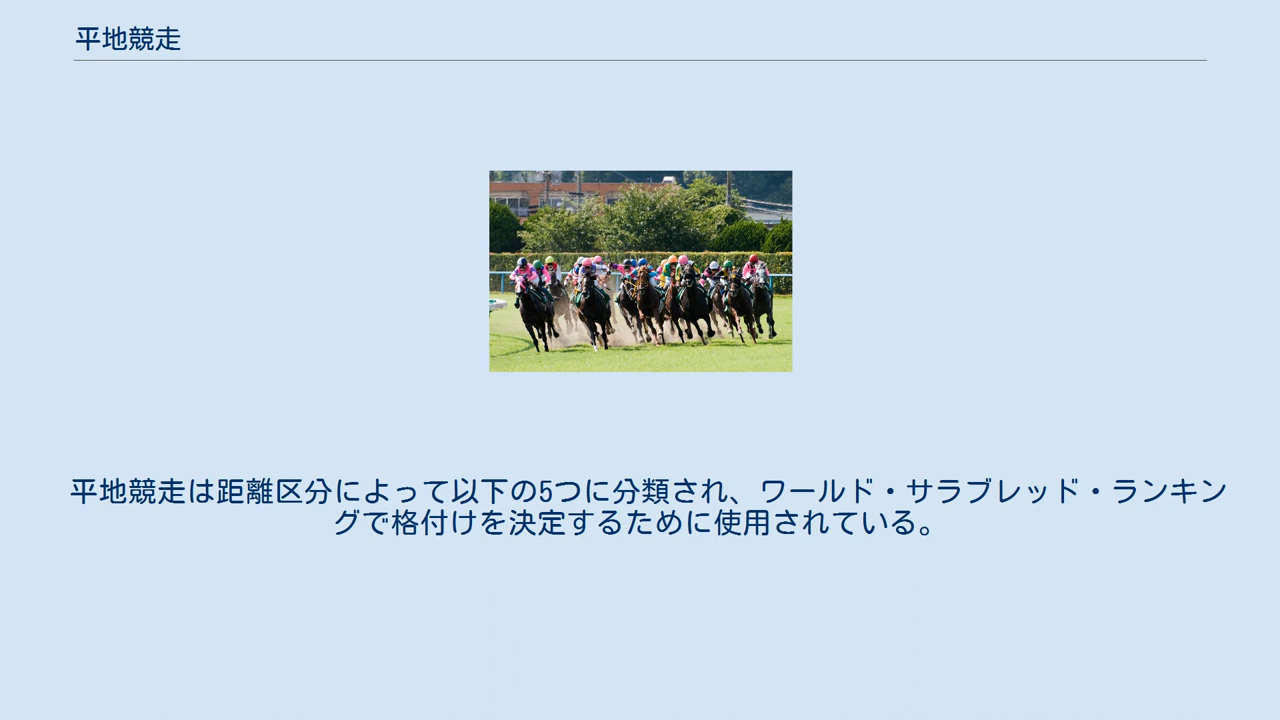 平地競走
平地競走は距離区分によって以下の5つに分類され、ワールド・サラブレッド・ランキン
グで格付けを決定するために使用されている。